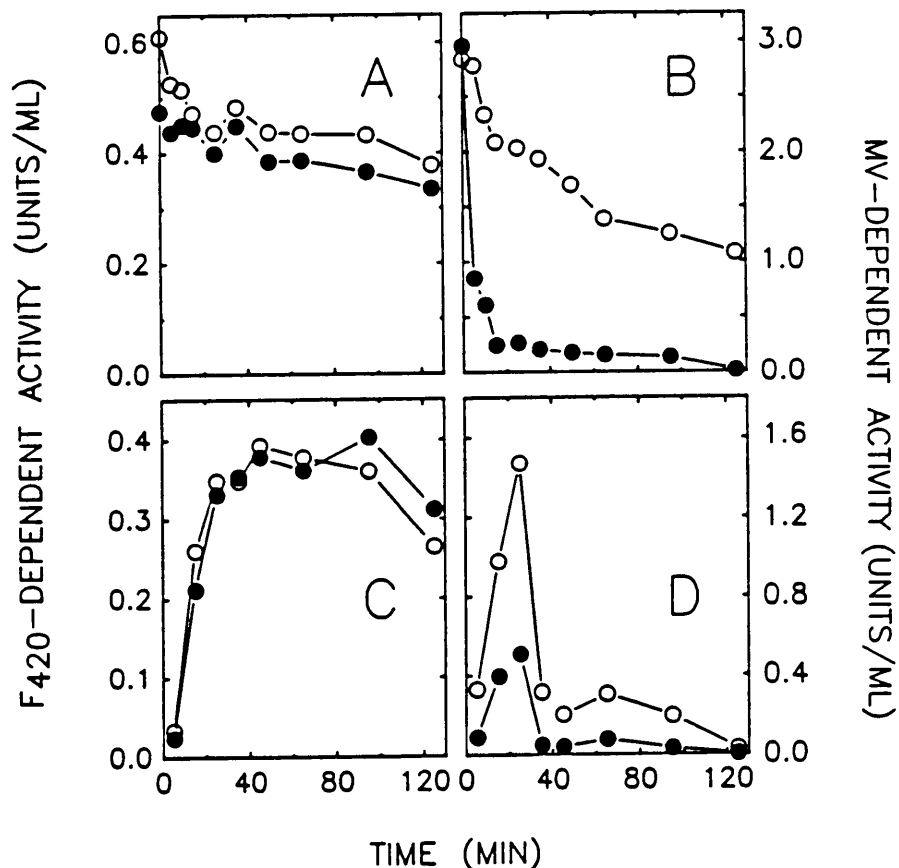 F420-DEPENDENT ACTIVITY (UNITS/ML)
0.6
0.4
0.2
0.0
A
B
3.0
2.0
1.0
0.0
MV-DEPENDENT ACTIVITY (UNITS/ML)
0.4
0.3
0.2
0.1
0.0
C
D
1.6
1.2
0.8
0.4
0.0
0 40 80 120 0 40 80 120
TIME (MIN)